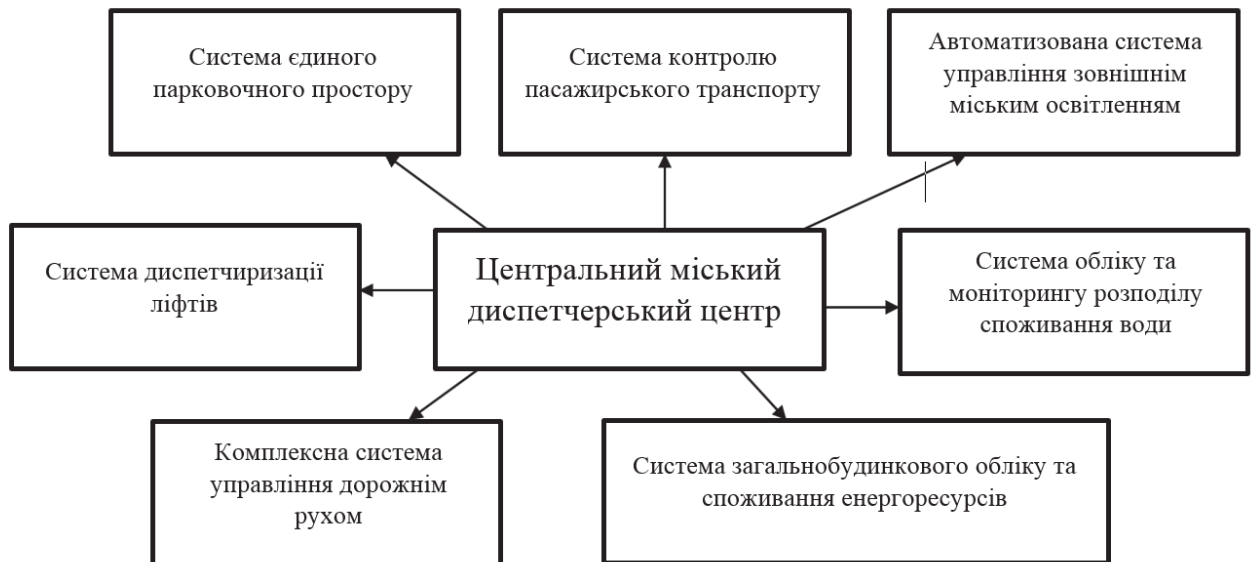 Система єдиного
парковочного простору
Система контролю
пасажирського транспорту
Автоматизована система
управління зовнішнім
міським освітленням
Система диспетчиризації
ліфтів
Центральний міський
диспетчерський центр
Система обліку та
моніторингу розподілу
споживання води
Комплексна система
управління дорожнім
рухом
Система загальнобудинкового обліку та
споживання енергоресурсів